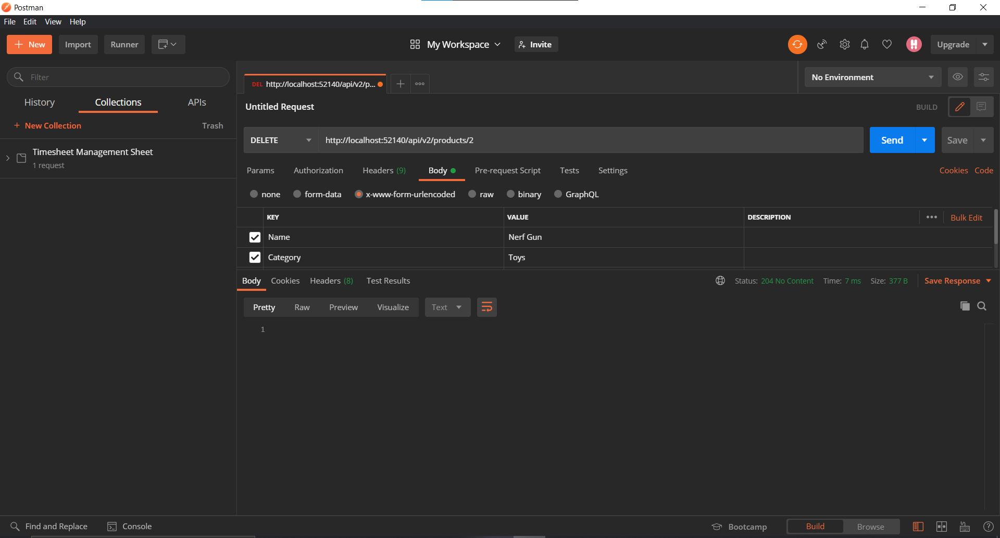 Postman
File Edit View Help
+ New Import Runner My Workspace Invite Upgrade
Filter
History Collections APIs
+ New Collection Trash
Timesheet Management Sheet
1 request
DEL http://localhost:52140/api/v2/p... No Environment
Untitled Request BUILD
DELETE http://localhost:52140/api/v2/products/2 Send Save
Params Authorization Headers (9) Body Pre-request Script Tests Settings Cookies Code
none form-data x-www-form-urlencoded raw binary GraphQL
KEY VALUE DESCRIPTION Bulk Edit
Name Nerf Gun
Category Toys
Body Cookies Headers (8) Test Results Status: 204 No Content Time: 7 ms Size: 377 B Save Response
Pretty Raw Preview Visualize Text
1
Find and Replace Console Bootcamp Build Browse